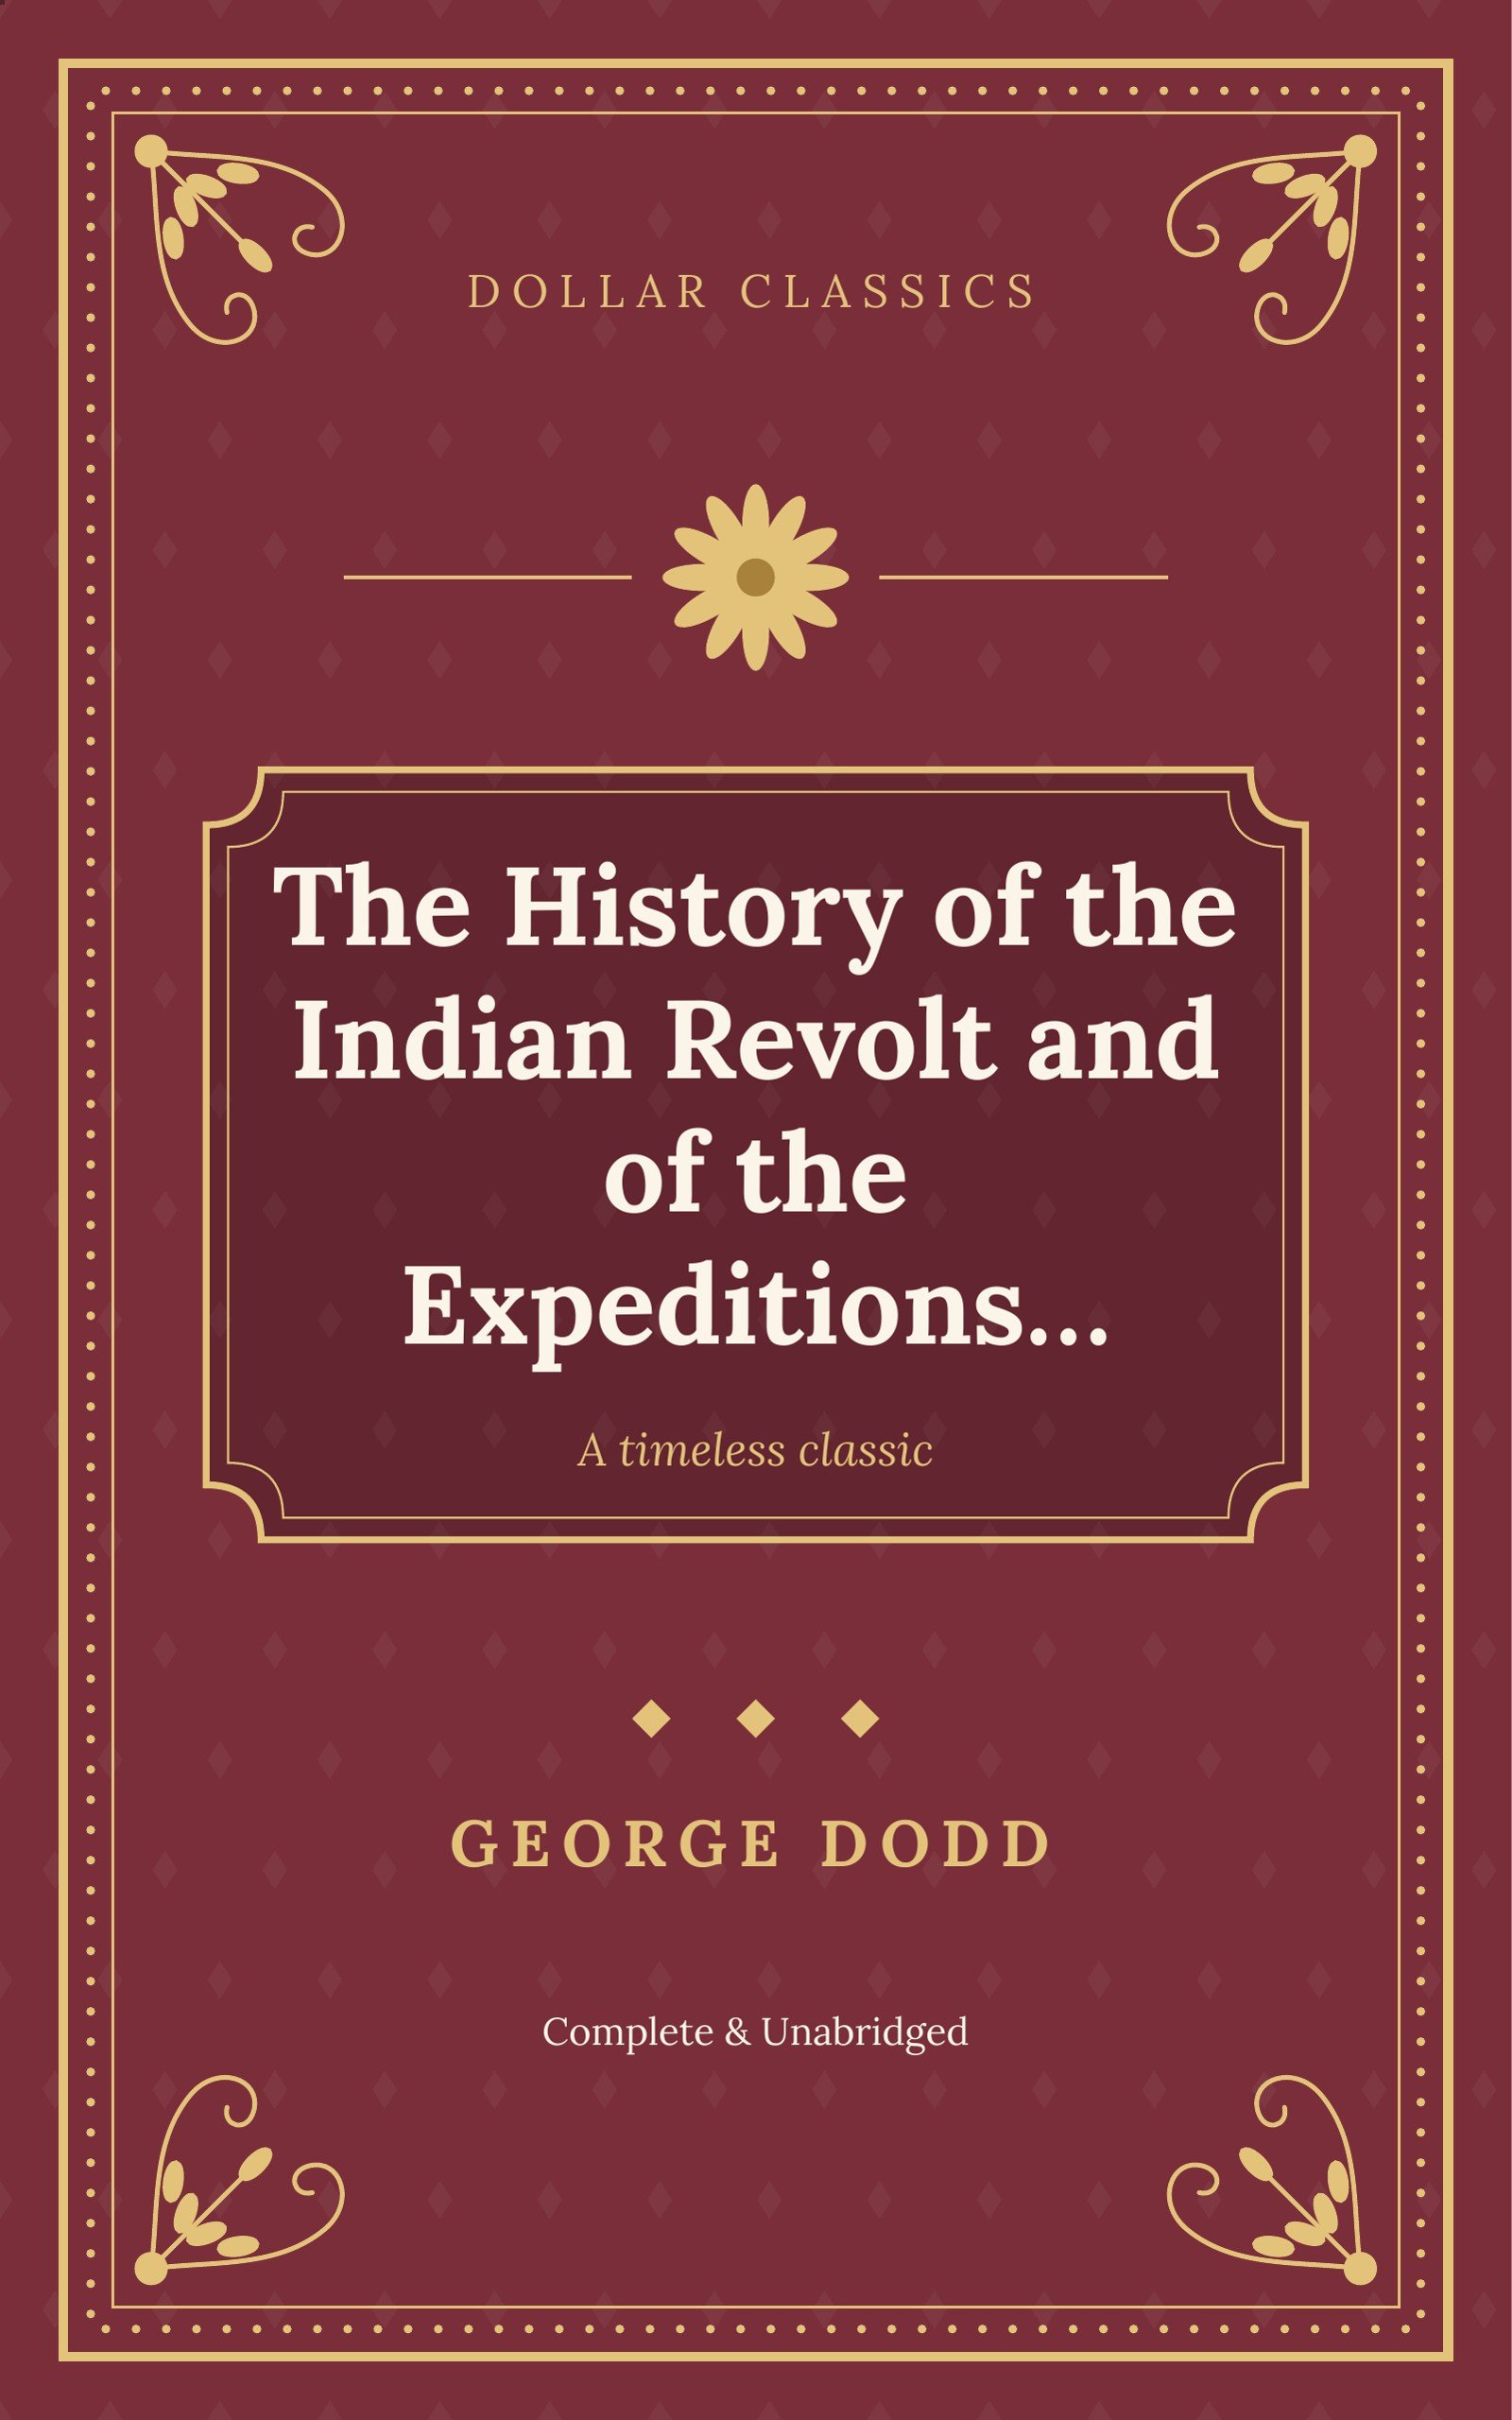 DOLLAR CLASSICS
The History of the
Indian Revolt and
of the
Expeditions...
A timeless classic
GEORGE DODD
Complete & Unabridged